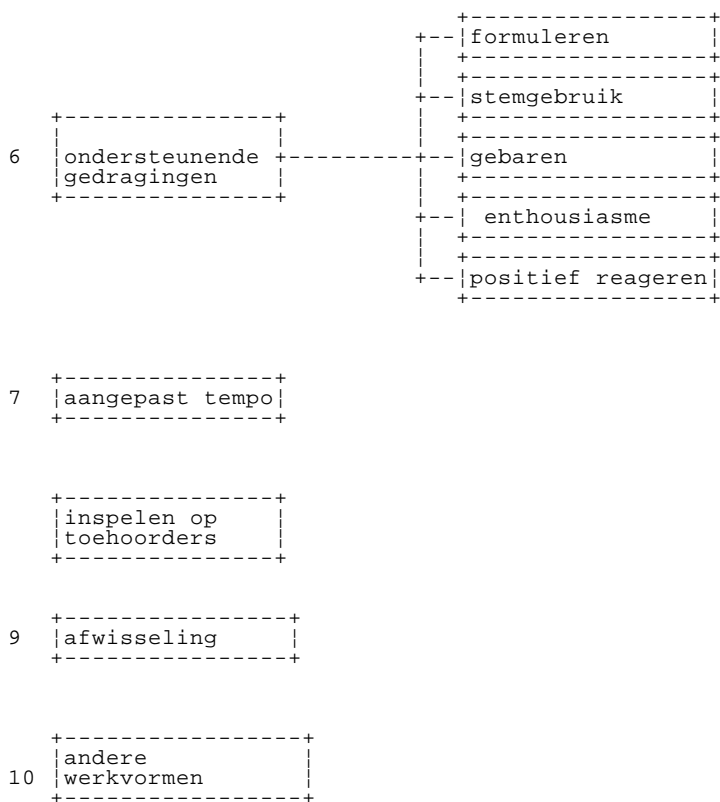 formuleren
stemgebruik
6 ondersteunende
gedragingen
gebaren
enthousiasme
positief reageren
7 aangepast tempo
inspelen op
toehoorders
9 afwisseling
andere
10 werkvormen